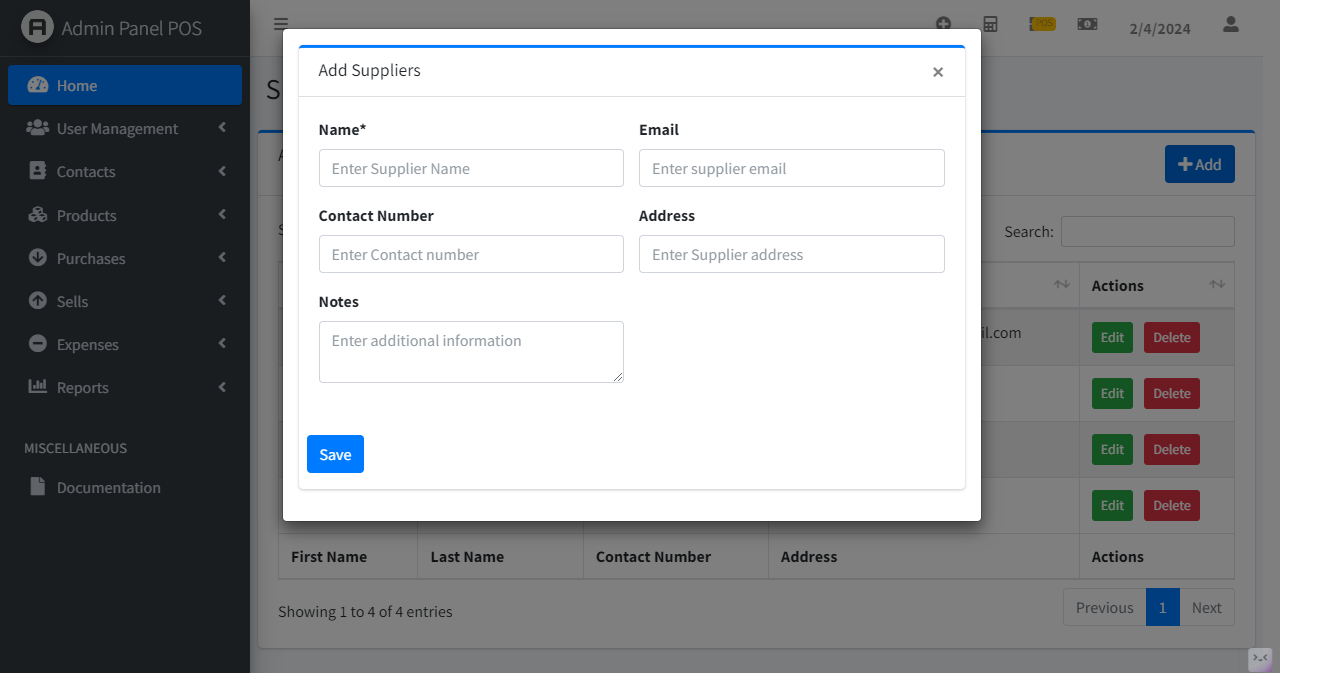 Admin Panel POS
POS
2/4/2024
Home
User Management
Contacts
Products
Purchases
Sells
Expenses
Reports
MISCELLANEOUS
Documentation
S
Add Suppliers
×
Name*
Email
Enter Supplier Name
Enter supplier email
Contact Number
Address
Enter Contact number
Enter Supplier address
Notes
Enter additional information
Save
Add
Search:
Actions
il.com
Edit Delete
Edit Delete
Edit Delete
Edit Delete
First Name Last Name Contact Number Address Actions
Showing 1 to 4 of 4 entries
Previous 1 Next